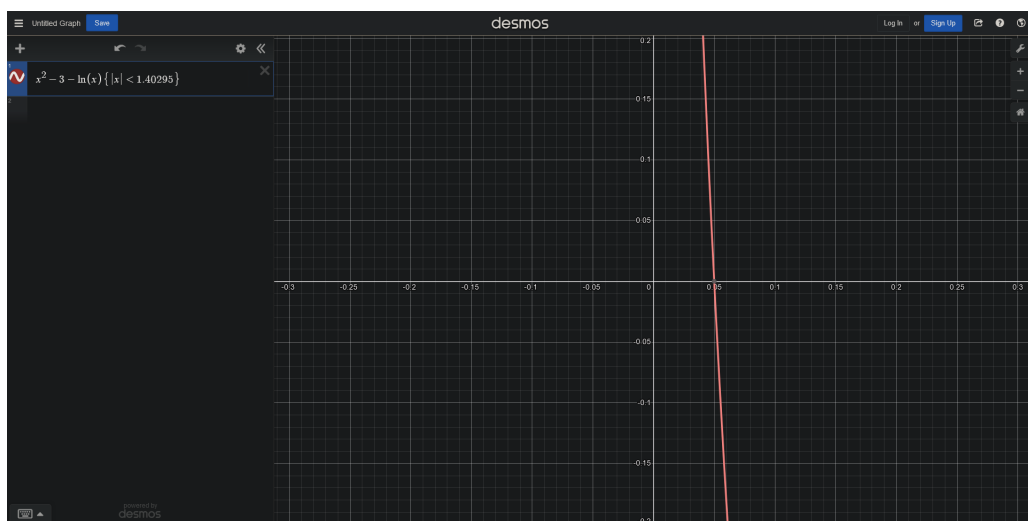 Untitled Graph Save desmos Log In or Sign Up
1
x² − 3 − ln(x) { |x| < 1.40295 }
2
powered by
desmos
0.2
0.15
0.1
0.05
-0.3 -0.25 -0.2 -0.15 -0.1 -0.05 0 0.05 0.1 0.15 0.2 0.25 0.3
-0.05
-0.1
-0.15
-0.2